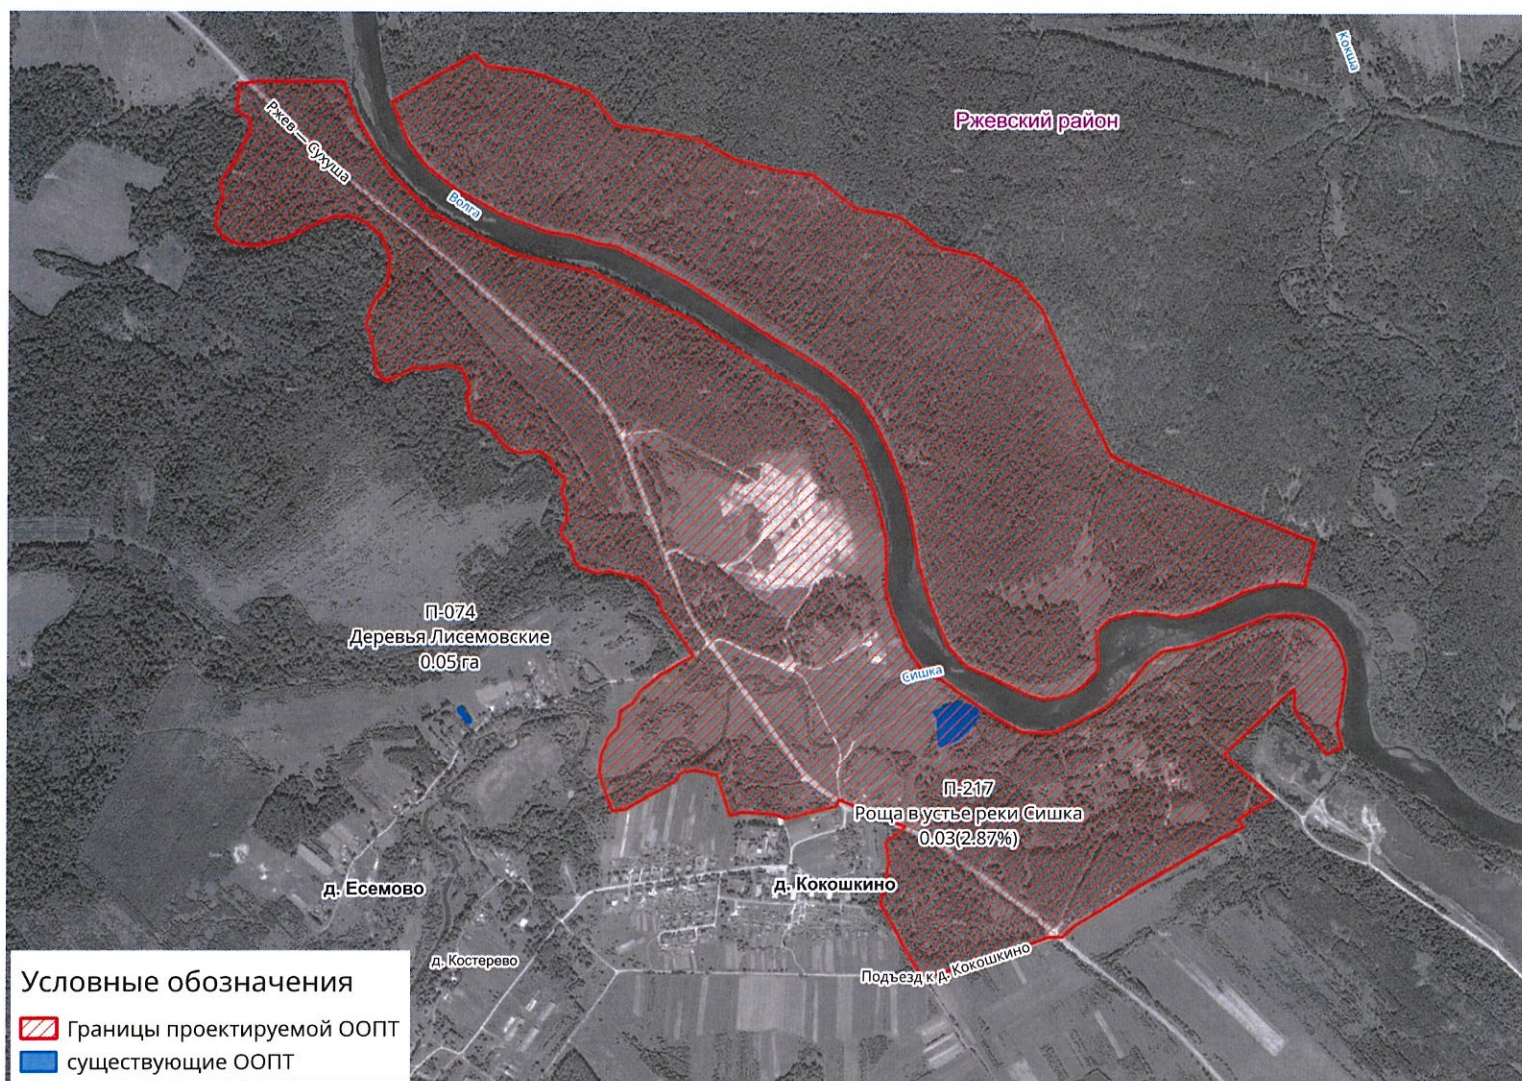 Кокша
Ржевский район
Ржев — Сухуша
Волга
П-074
Деревья Лисемовские
0.05 га
Сишка
П-217
Роща в устье реки Сишка
0.03(2.87%)
д. Есемово
д. Кокошкино
д. Костерево
Подъезд к д. Кокошкино
Условные обозначения
Границы проектируемой ООПТ
существующие ООПТ